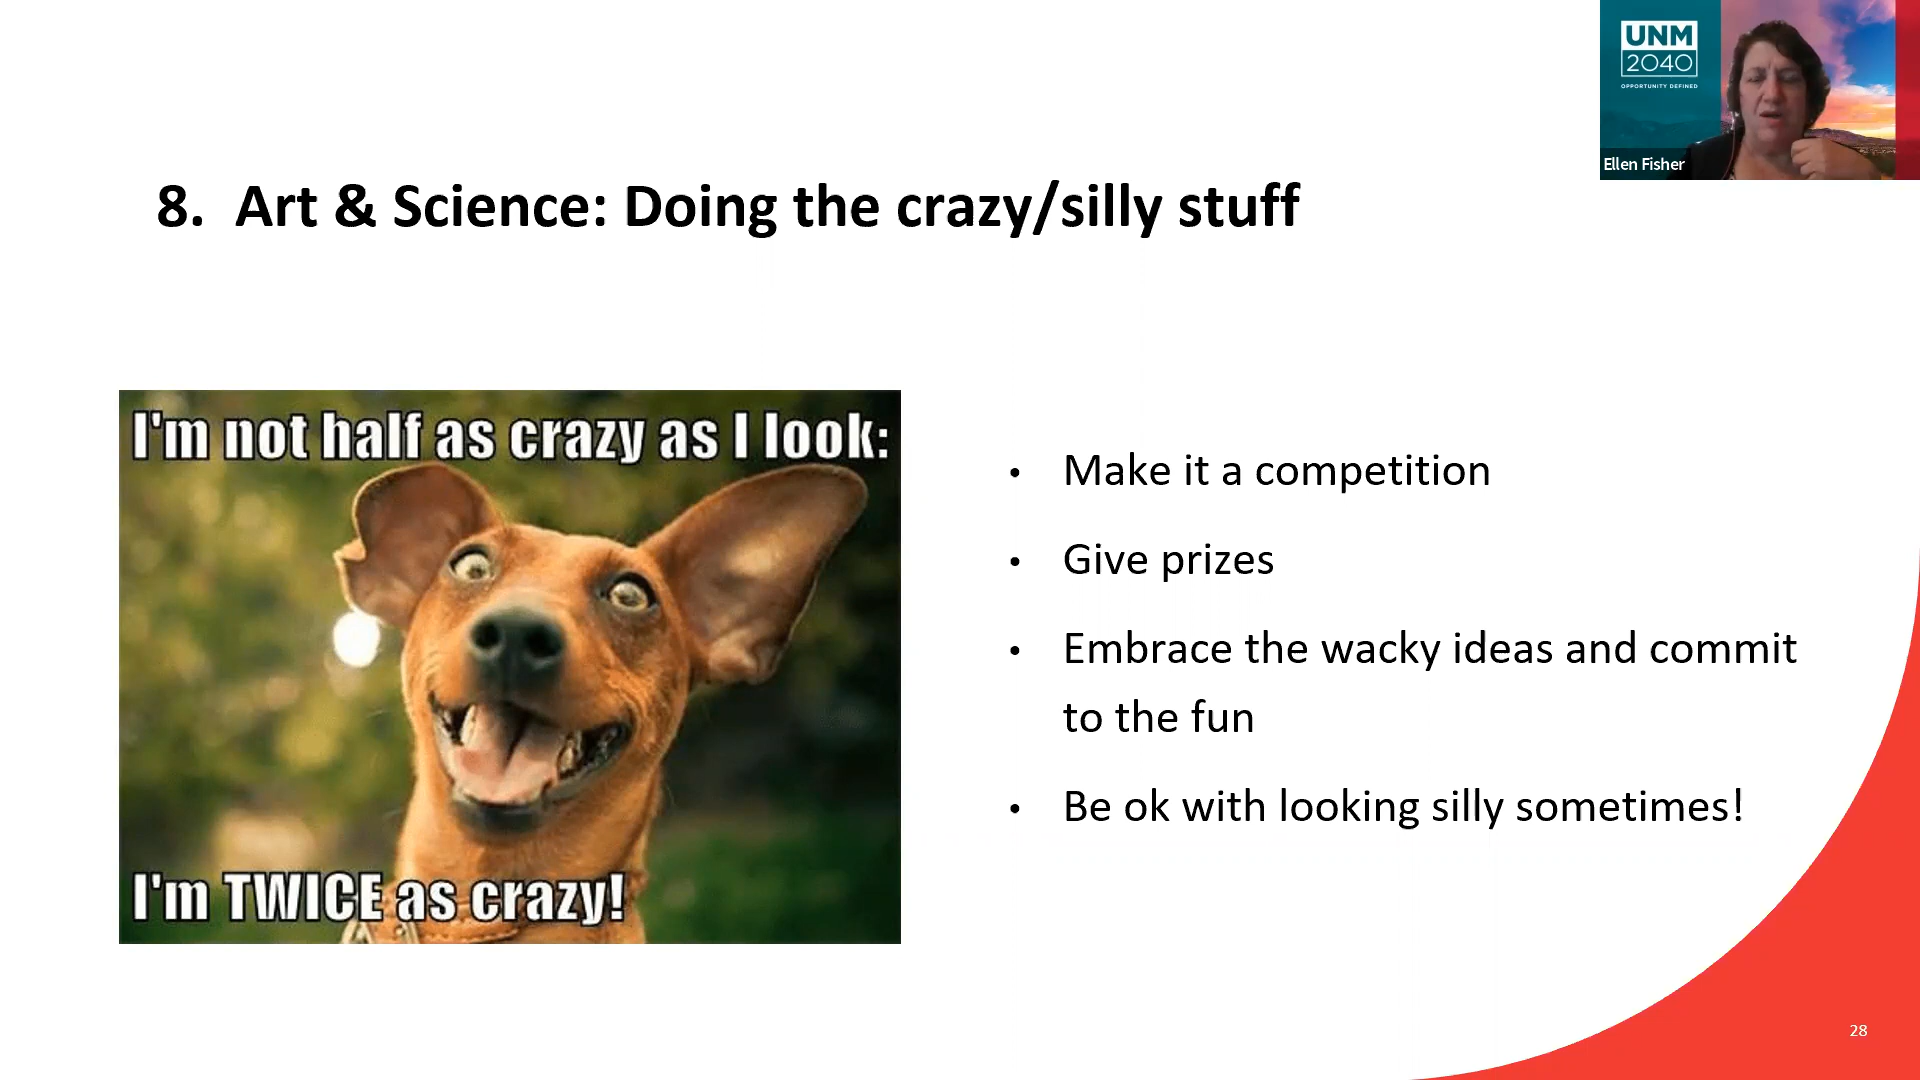 UNM
2040
OPPORTUNITY DEFINED
Ellen Fisher
8. Art & Science: Doing the crazy/silly stuff
I'm not half as crazy as I look:
I'm TWICE as crazy!
• Make it a competition
• Give prizes
• Embrace the wacky ideas and commit
to the fun
• Be ok with looking silly sometimes!
28